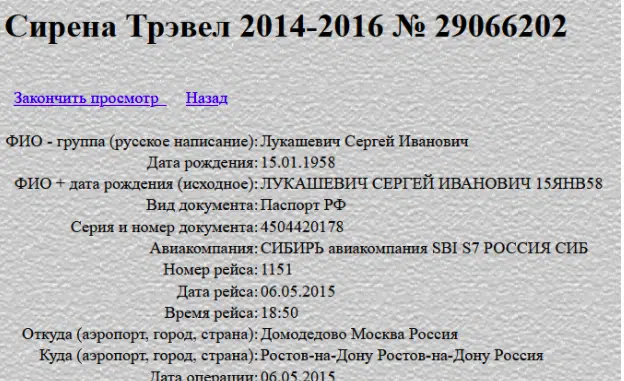 Сирена Трэвел 2014-2016 № 29066202
Закончить просмотр Назад
ФИО - группа (русское написание): Лукашевич Сергей Иванович
Дата рождения: 15.01.1958
ФИО + дата рождения (исходное): ЛУКАШЕВИЧ СЕРГЕЙ ИВАНОВИЧ 15ЯНВ58
Вид документа: Паспорт РФ
Серия и номер документа: 4504420178
Авиакомпания: СИБИРЬ авиакомпания SBI S7 РОССИЯ СИБ
Номер рейса: 1151
Дата рейса: 06.05.2015
Время рейса: 18:50
Откуда (аэропорт, город, страна): Домодедово Москва Россия
Куда (аэропорт, город, страна): Ростов-на-Дону Ростов-на-Дону Россия
Дата операции: 06.05.2015